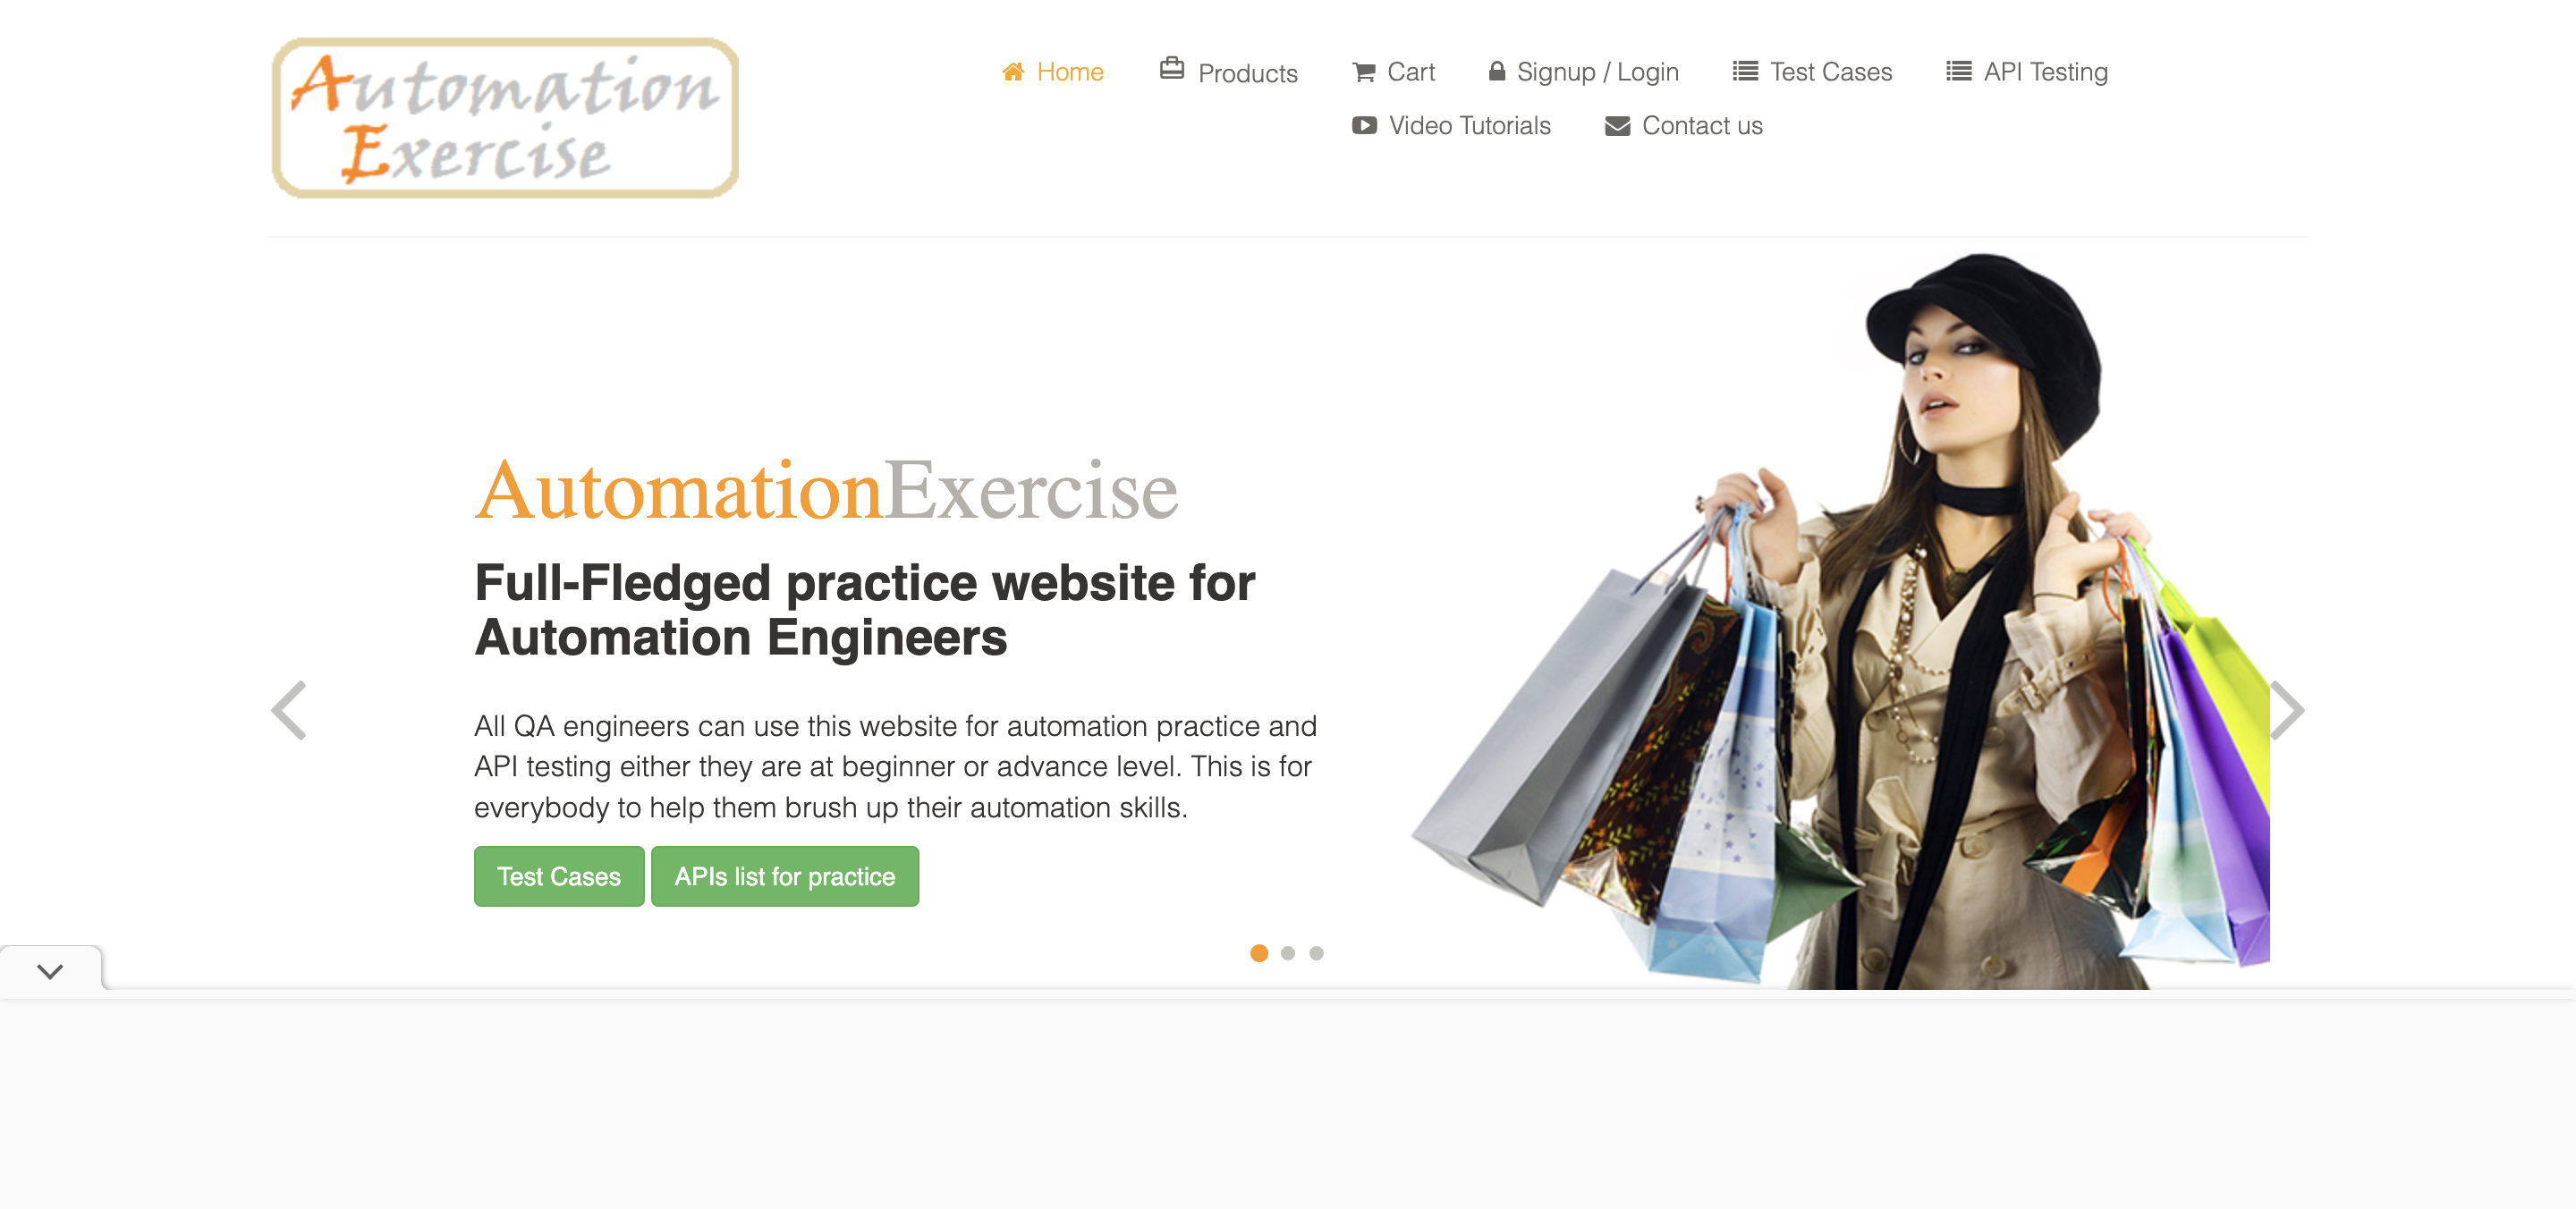 Automation
Exercise
Home
Products
Cart
Signup / Login
Test Cases
API Testing
Video Tutorials
Contact us
AutomationExercise
Full-Fledged practice website for
Automation Engineers
All QA engineers can use this website for automation practice and
API testing either they are at beginner or advance level. This is for
everybody to help them brush up their automation skills.
Test Cases
APIs list for practice